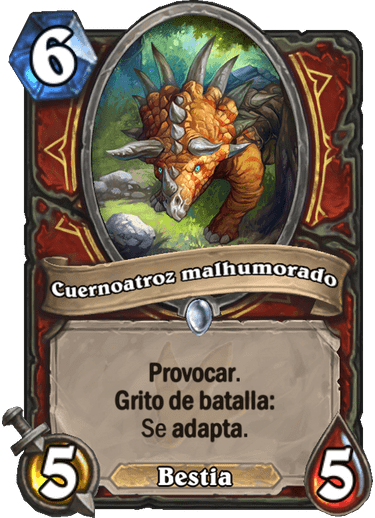 6
Cuernoatroz malhumorado
Provocar.
Grito de batalla:
Se adapta.
5
Bestia
5